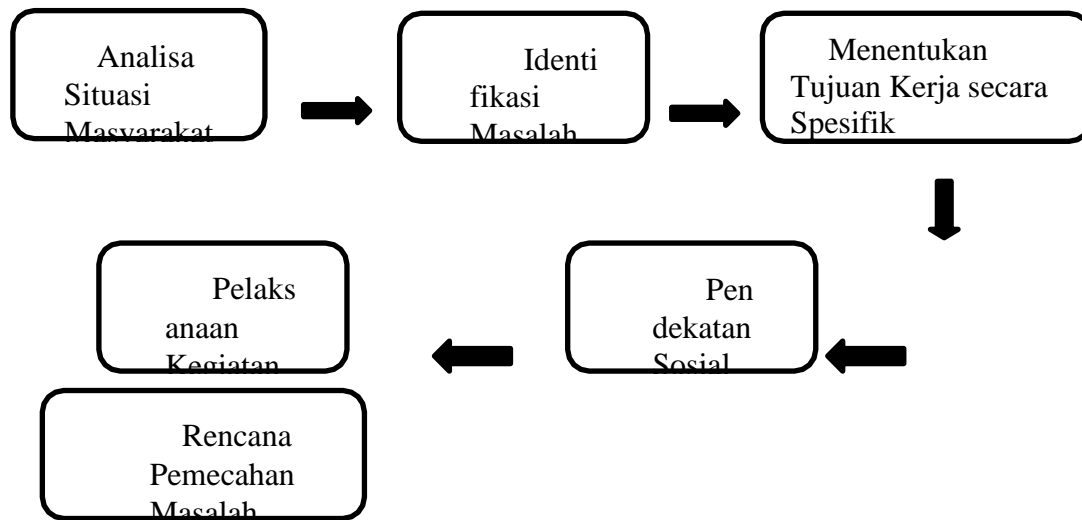 Analisa
Situasi
Masyarakat
Identi
fikasi
Masalah
Menentukan
Tujuan Kerja secara
Spesifik
Pelaks
anaan
Kegiatan
Pen
dekatan
Sosial
Rencana
Pemecahan
Masalah